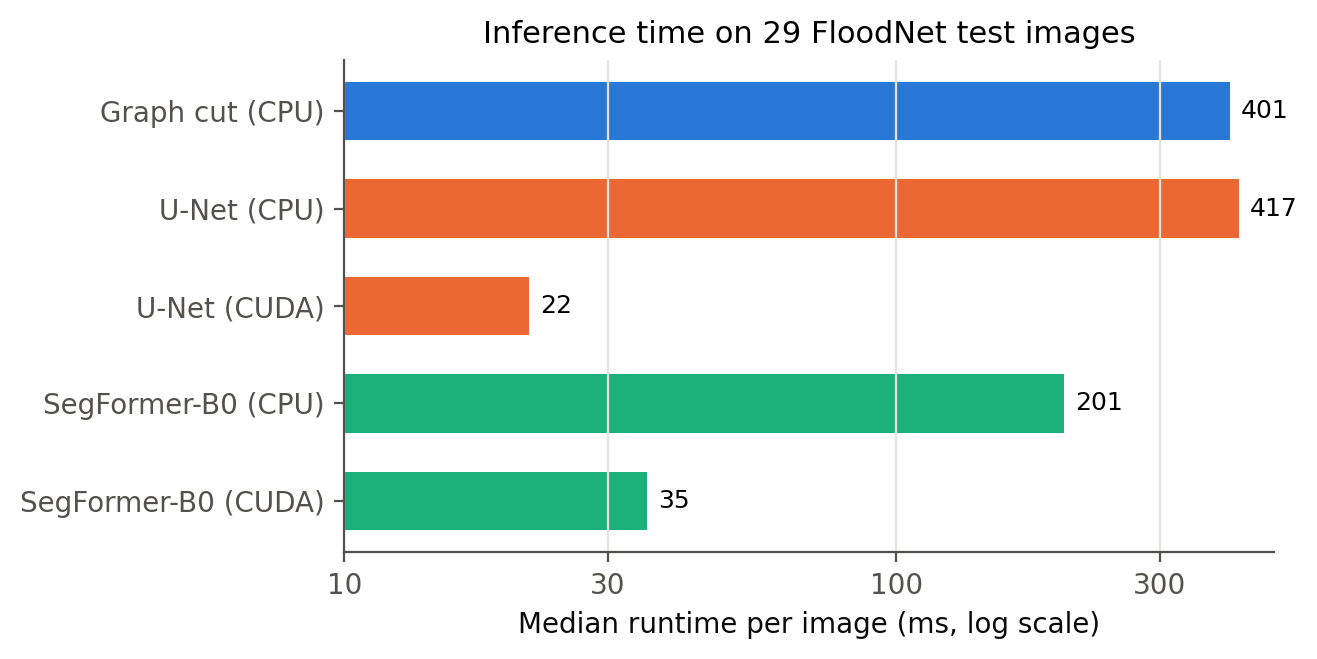 Inference time on 29 FloodNet test images
Graph cut (CPU)
401
U-Net (CPU)
417
U-Net (CUDA)
22
SegFormer-B0 (CPU)
201
SegFormer-B0 (CUDA)
35
10
30
100
300
Median runtime per image (ms, log scale)